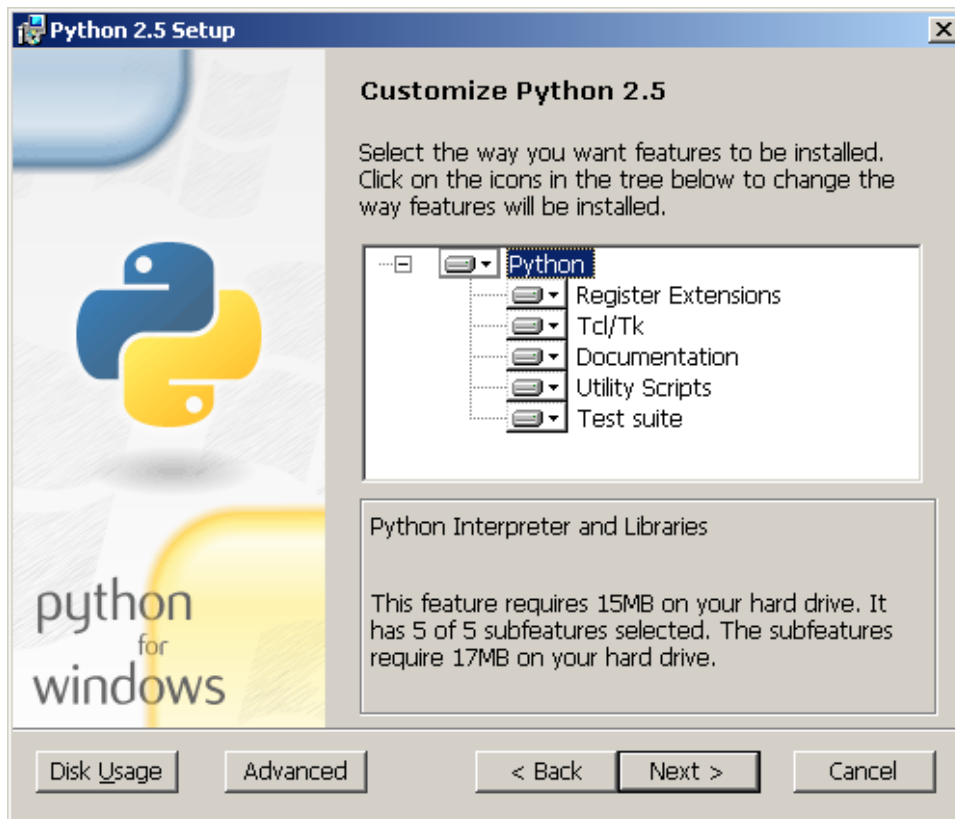 Python 2.5 Setup
Customize Python 2.5
Select the way you want features to be installed.
Click on the icons in the tree below to change the
way features will be installed.
Python
Register Extensions
Tcl/Tk
Documentation
Utility Scripts
Test suite
Python Interpreter and Libraries
This feature requires 15MB on your hard drive. It
has 5 of 5 subfeatures selected. The subfeatures
require 17MB on your hard drive.
python
for
windows
Disk Usage
Advanced
< Back
Next >
Cancel